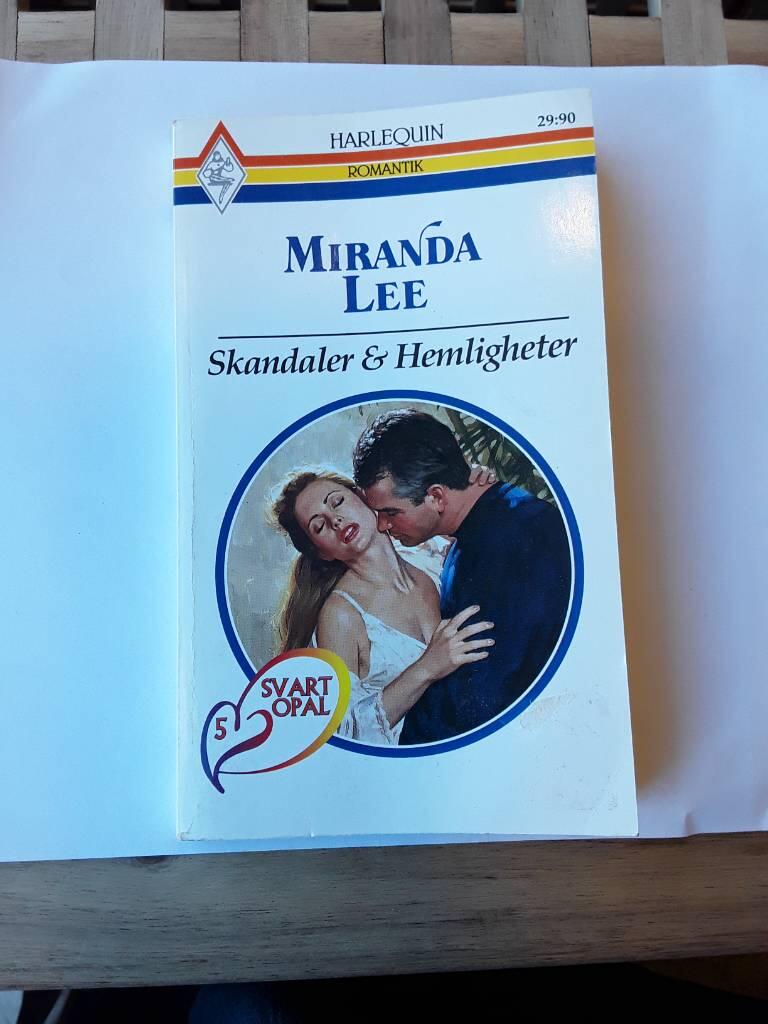 HARLEQUIN
29:90
ROMANTIK
MIRANDA
LEE
Skandaler & Hemligheter
SVART
OPAL
5